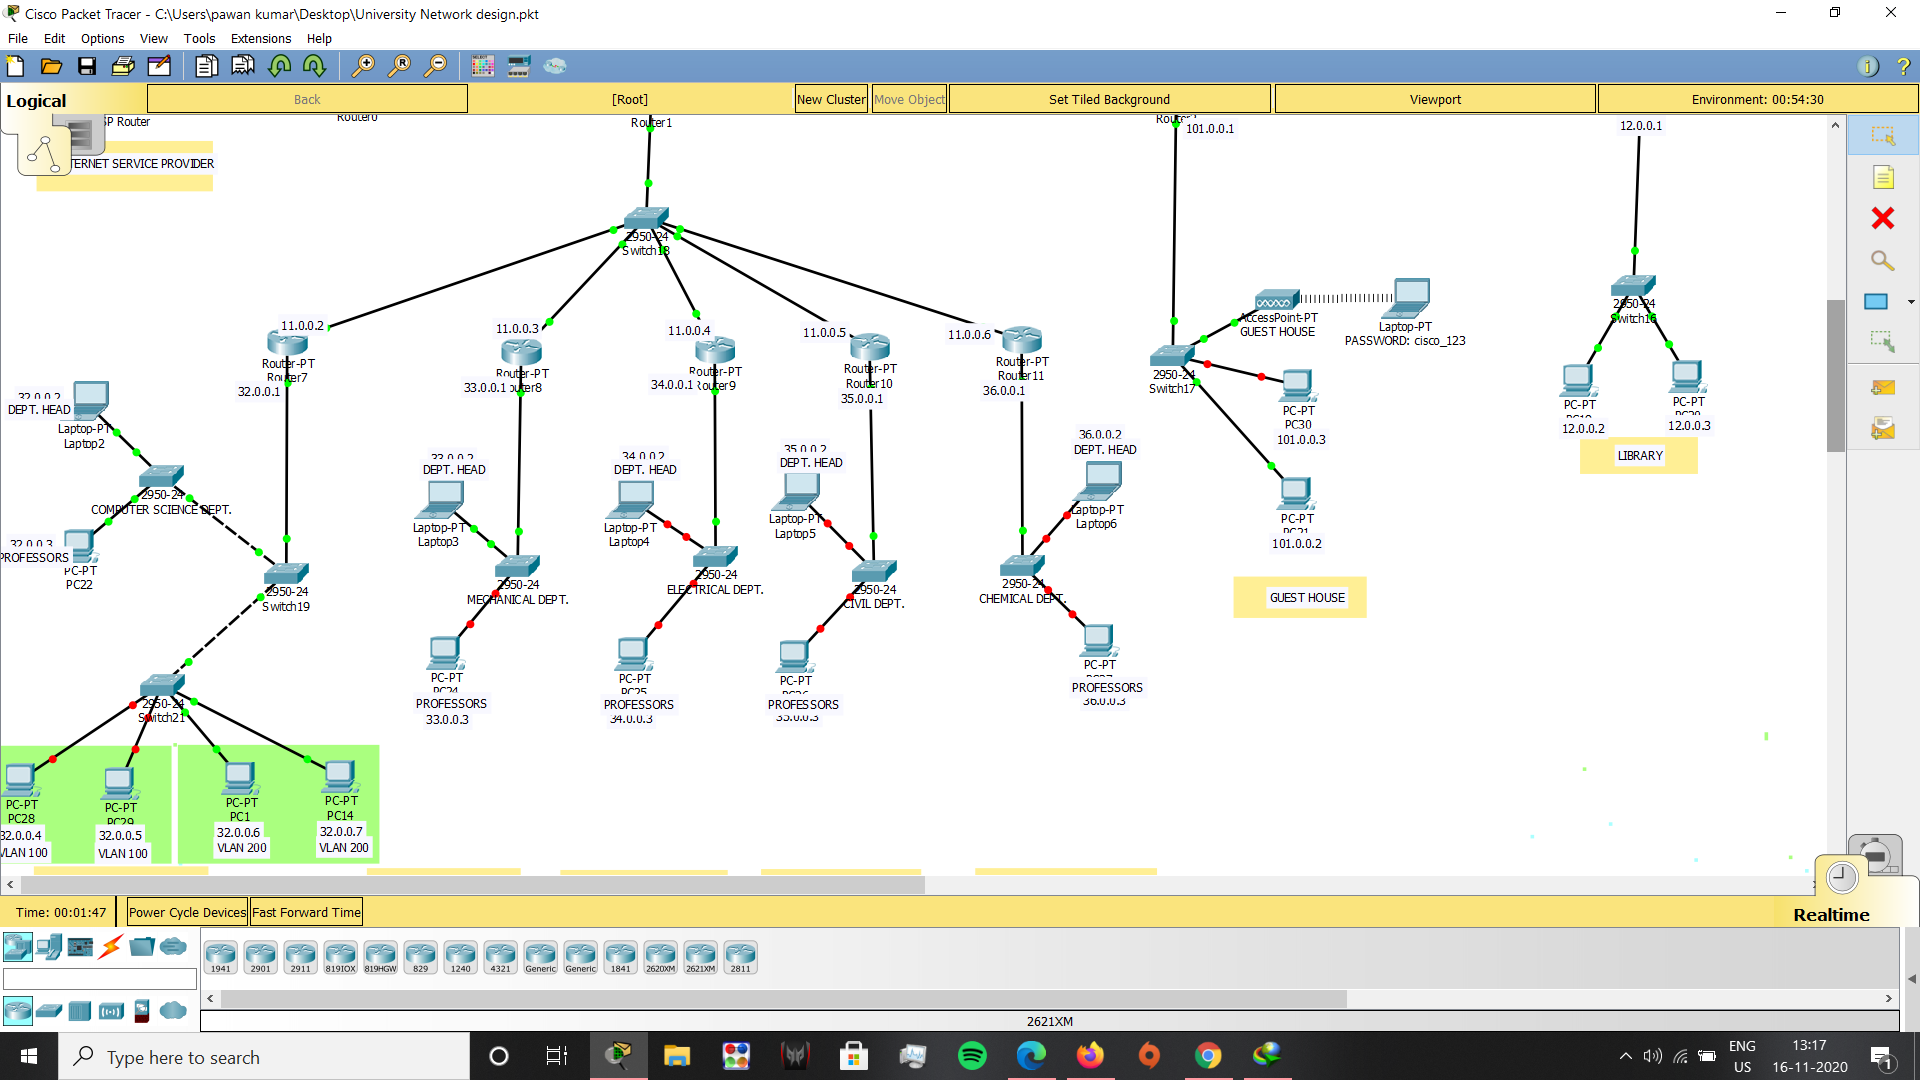 Cisco Packet Tracer - C:\Users\pawan kumar\Desktop\University Network design.pkt
File Edit Options View Tools Extensions Help
Logical
Back
[Root]
New Cluster
Move Object
Set Tiled Background
Viewport
Environment: 00:54:30
SP Router
Router0
Router1
101.0.0.1
12.0.0.1
TERNET SERVICE PROVIDER
2950-24
Switch18
11.0.0.2
11.0.0.3
11.0.0.4
11.0.0.5
11.0.0.6
Router-PT
Router7
32.0.0.1
Router-PT
33.0.0.1 outer8
Router-PT
34.0.0.1 Router9
Router-PT
Router10
35.0.0.1
Router-PT
Router11
36.0.0.1
AccessPoint-PT
GUEST HOUSE
Laptop-PT
PASSWORD: cisco_123
2950-24
Switch17
PC-PT
PC30
101.0.0.3
PC-PT
PC21
101.0.0.2
GUEST HOUSE
2950-24
Switch16
PC-PT
PC19
12.0.0.2
PC-PT
PC20
12.0.0.3
LIBRARY
32.0.0.2
DEPT. HEAD
Laptop-PT
Laptop2
2950-24
COMPUTER SCIENCE DEPT.
32.0.0.3
PROFESSORS
PC-PT
PC22
2950-24
Switch19
33.0.0.2
DEPT. HEAD
Laptop-PT
Laptop3
2950-24
MECHANICAL DEPT.
PC-PT
PC24
PROFESSORS
33.0.0.3
34.0.0.2
DEPT. HEAD
Laptop-PT
Laptop4
2950-24
ELECTRICAL DEPT.
PC-PT
PC25
PROFESSORS
34.0.0.3
35.0.0.2
DEPT. HEAD
Laptop-PT
Laptop5
2950-24
CIVIL DEPT.
PC-PT
PC26
PROFESSORS
35.0.0.3
36.0.0.2
DEPT. HEAD
Laptop-PT
Laptop6
2950-24
CHEMICAL DEPT.
PC-PT
PC27
PROFESSORS
36.0.0.3
2950-24
Switch21
PC-PT
PC28
32.0.0.4
VLAN 100
PC-PT
PC29
32.0.0.5
VLAN 100
PC-PT
PC1
32.0.0.6
VLAN 200
PC-PT
PC14
32.0.0.7
VLAN 200
Time: 00:01:47
Power Cycle Devices
Fast Forward Time
Realtime
1941 2901 2911 819IOX 819HGW 829 1240 4321 Generic Generic 1841 2620XM 2621XM 2811
2621XM
Type here to search
ENG
US
13:17
16-11-2020
1